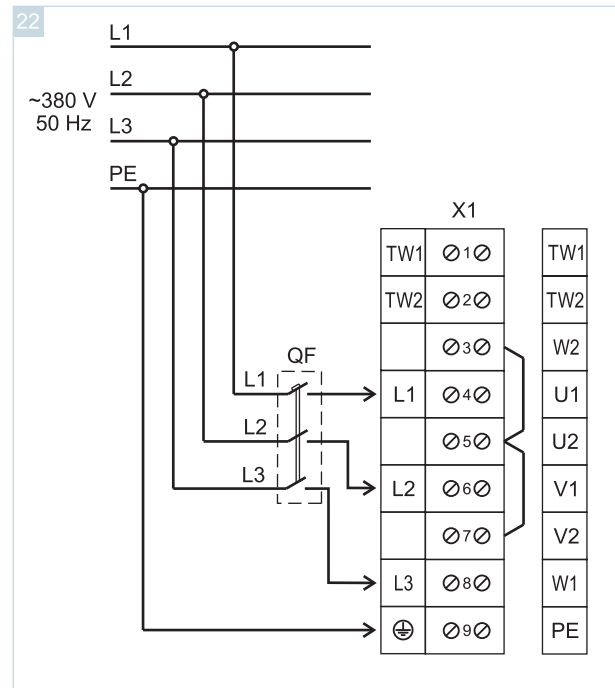 22
L1
L2
~380 V
50 Hz
L3
PE
X1
TW1 1 TW1
TW2 2 TW2
3 W2
QF
L1 L1 4 U1
L2 5 U2
L3 L2 6 V1
7 V2
L3 8 W1
9 PE